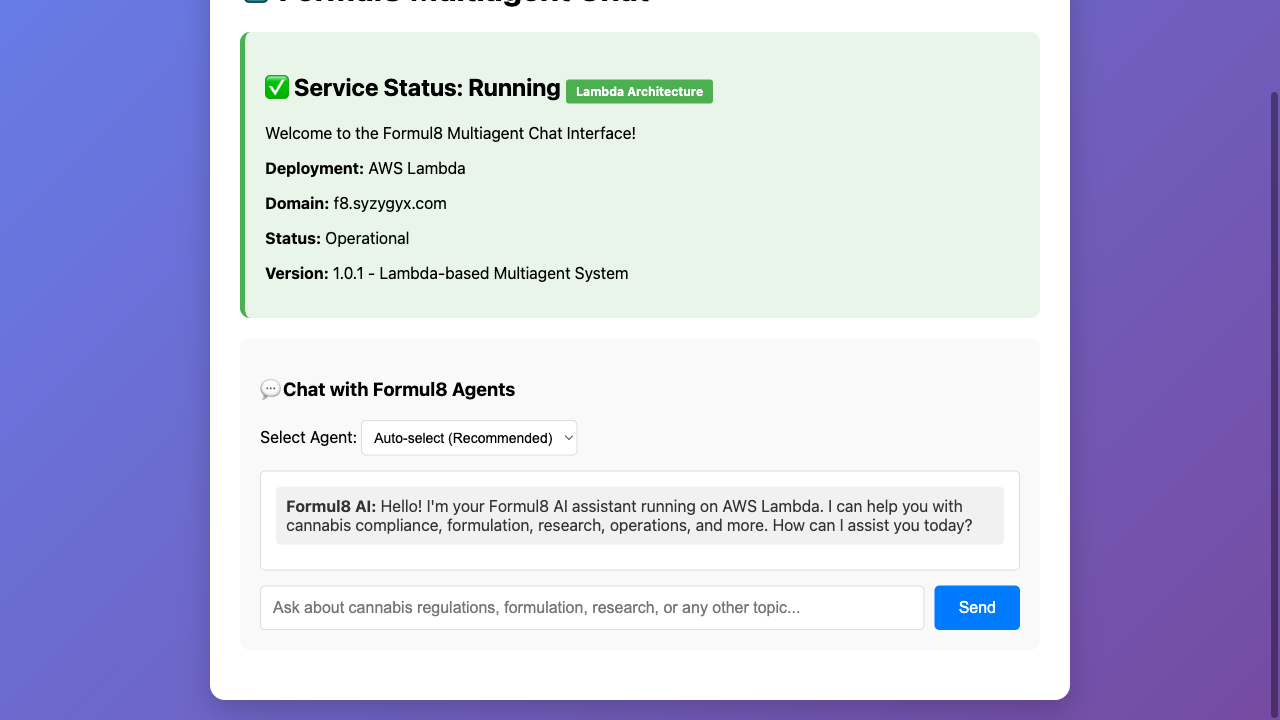 Formul8 Multiagent Chat
Service Status: Running Lambda Architecture
Welcome to the Formul8 Multiagent Chat Interface!
Deployment: AWS Lambda
Domain: f8.syzygyx.com
Status: Operational
Version: 1.0.1 - Lambda-based Multiagent System
Chat with Formul8 Agents
Select Agent: Auto-select (Recommended)
Formul8 AI: Hello! I'm your Formul8 AI assistant running on AWS Lambda. I can help you with
cannabis compliance, formulation, research, operations, and more. How can I assist you today?
Ask about cannabis regulations, formulation, research, or any other topic...
Send